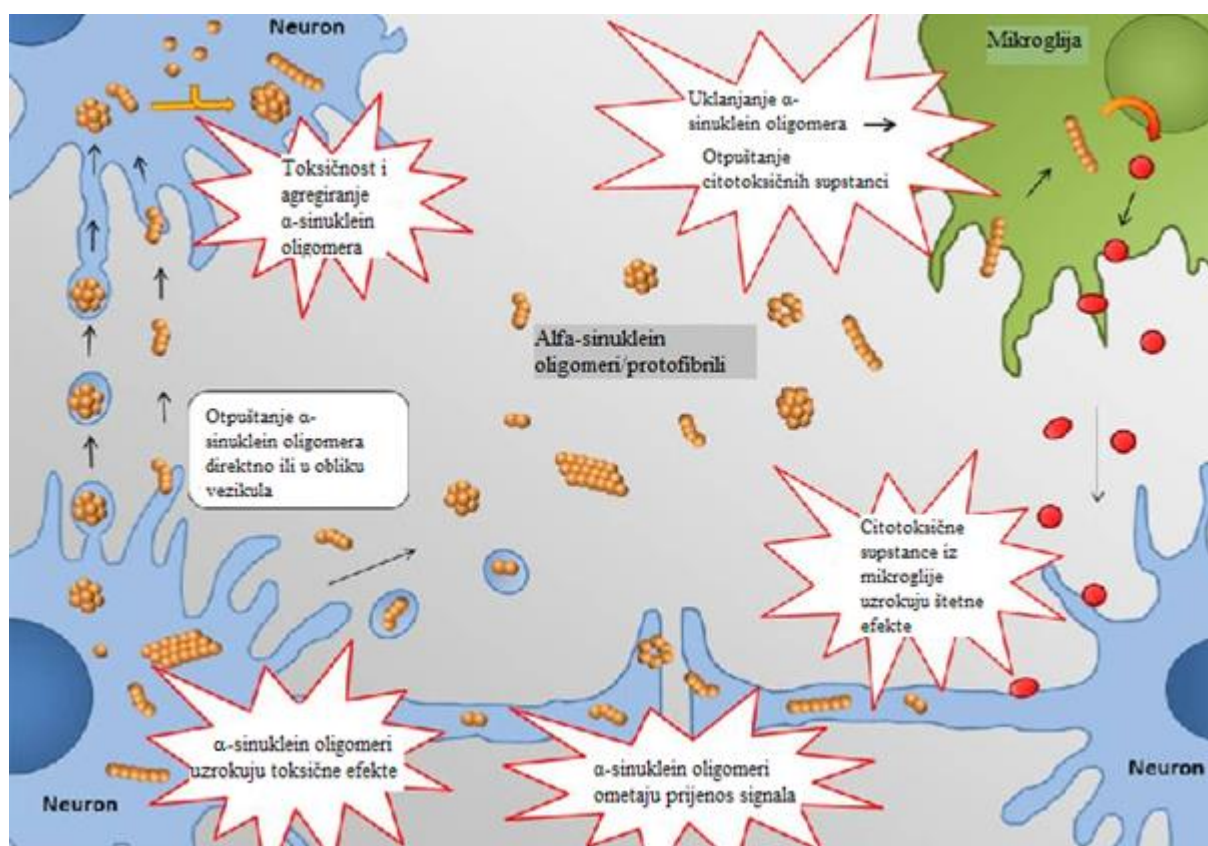 Neuron
Mikroglija
Uklanjanje α-
sinuklein oligomera
Otpuštanje
citotoksičnih supstanci
Toksičnost i
agregiranje
α-sinuklein
oligomera
Alfa-sinuklein
oligomeri/protofibrili
Otpuštanje α-
sinuklein oligomera
direktno ili u obliku
vezikula
Citotoksične
supstance iz
mikroglije
uzrokuju štetne
efekte
α-sinuklein oligomeri
uzrokuju toksične efekte
α-sinuklein oligomeri
ometaju prijenos signala
Neuron
Neuron